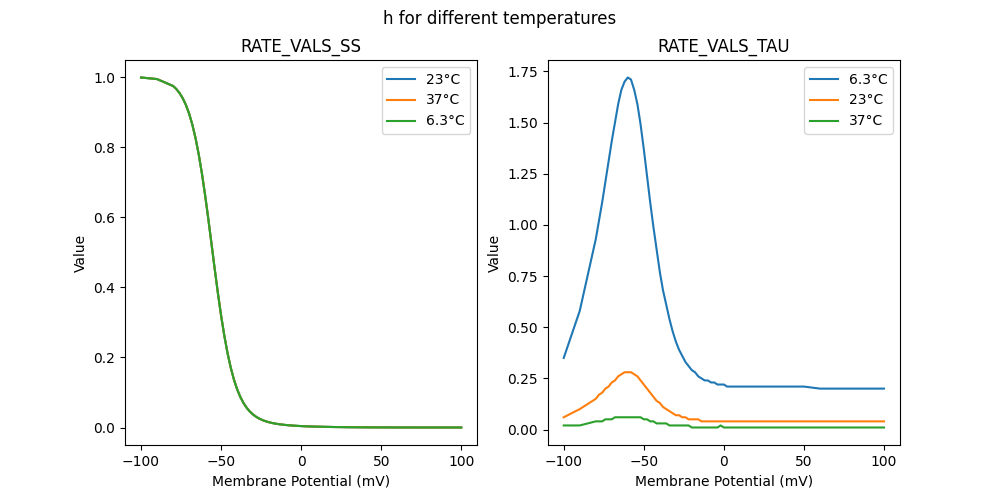 h for different temperatures
RATE_VALS_SS
1.0
0.8
0.6
0.4
0.2
0.0
Value
−100
−50
0
50
100
Membrane Potential (mV)
23°C
37°C
6.3°C
RATE_VALS_TAU
1.75
1.50
1.25
1.00
0.75
0.50
0.25
0.00
Value
−100
−50
0
50
100
Membrane Potential (mV)
6.3°C
23°C
37°C